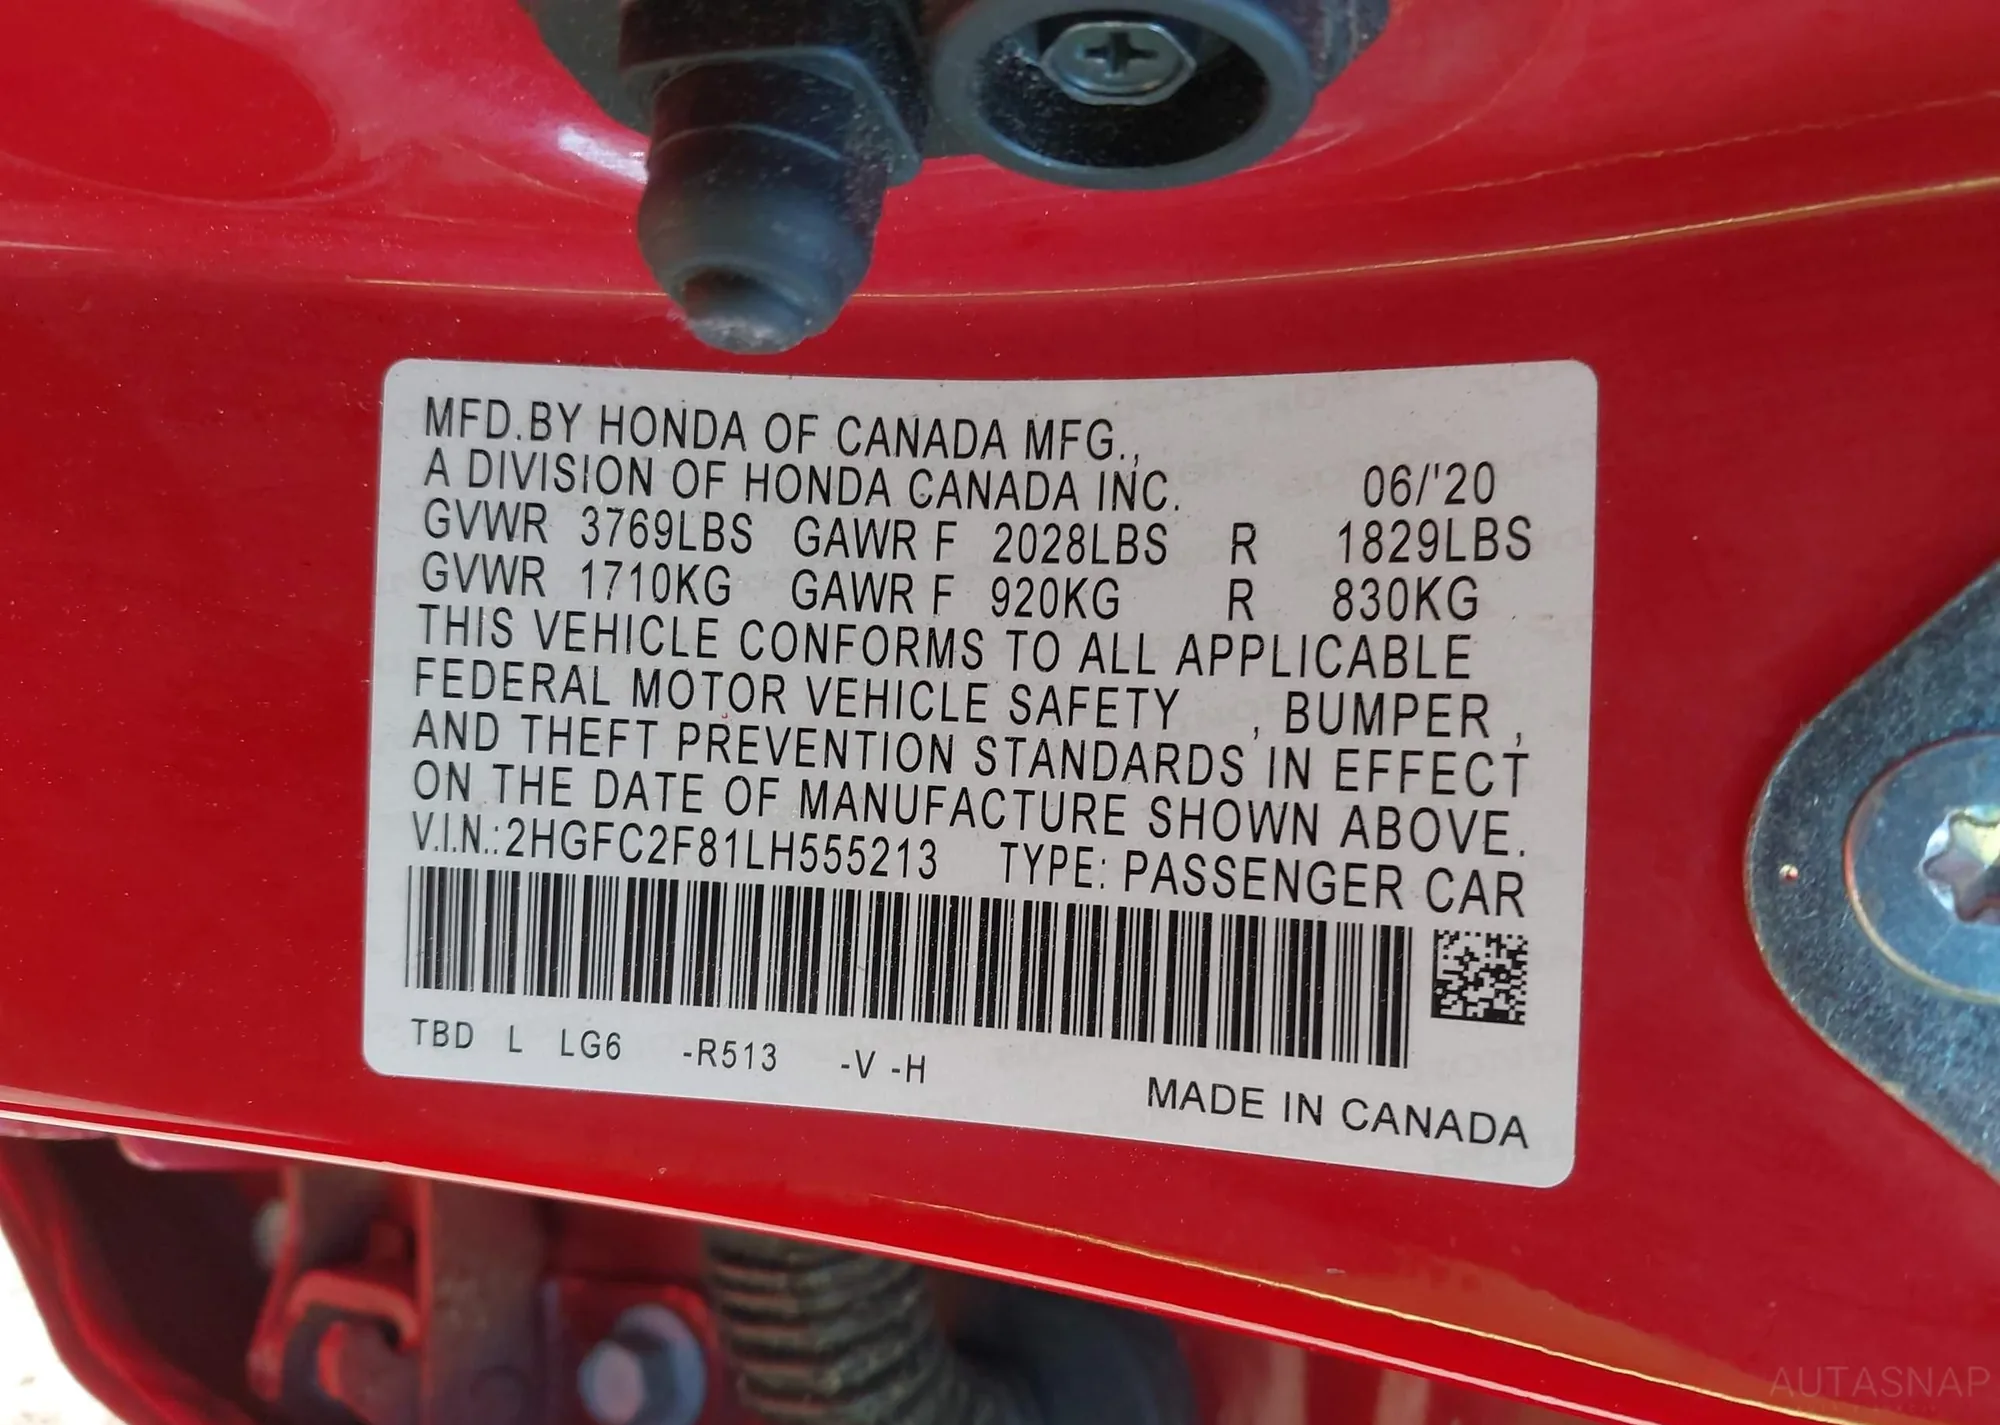 MFD.BY HONDA OF CANADA MFG.,
A DIVISION OF HONDA CANADA INC. 06/'20
GVWR 3769LBS GAWR F 2028LBS R 1829LBS
GVWR 1710KG GAWR F 920KG R 830KG
THIS VEHICLE CONFORMS TO ALL APPLICABLE
FEDERAL MOTOR VEHICLE SAFETY , BUMPER ,
AND THEFT PREVENTION STANDARDS IN EFFECT
ON THE DATE OF MANUFACTURE SHOWN ABOVE.
V.I.N.:2HGFC2F81LH555213 TYPE: PASSENGER CAR
TBD L LG6 -R513 -V -H
MADE IN CANADA
AUTASNAP